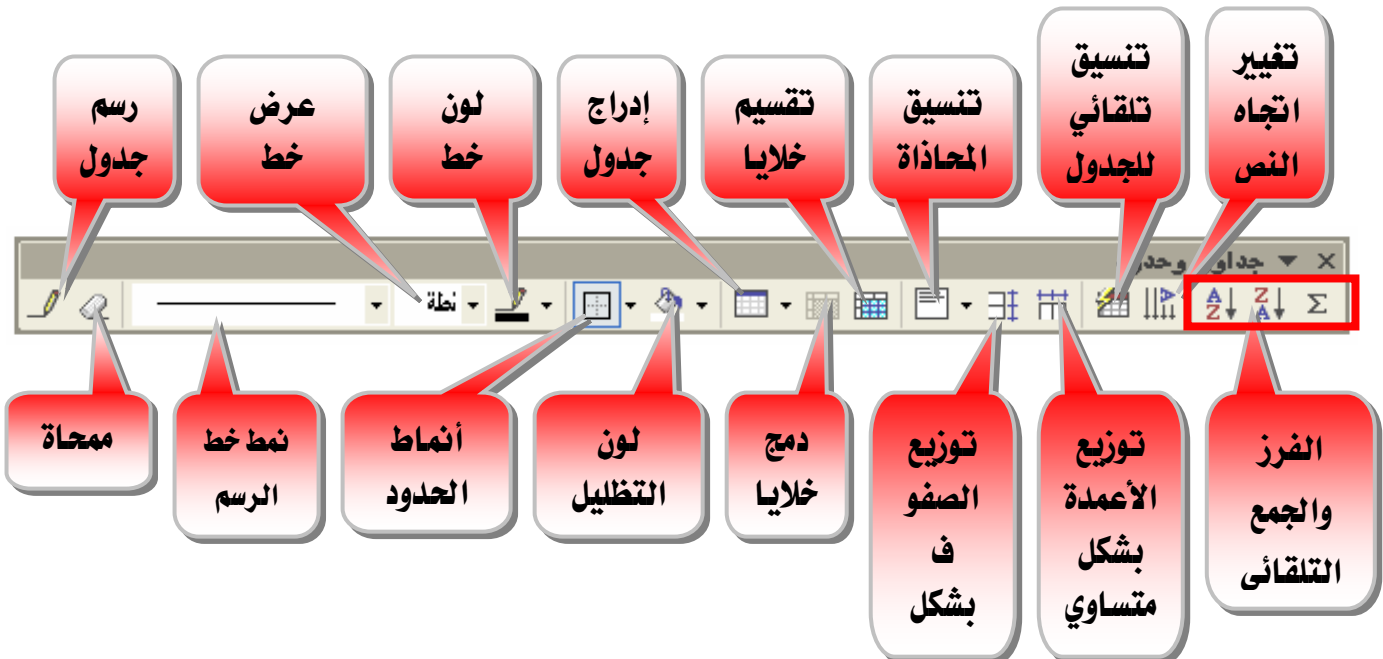 تغيير
اتجاه
النص
تنسيق
تلقائي
للجدول
تنسيق
المحاذاة
تقسيم
خلايا
إدراج
جدول
لون
خط
عرض
خط
رسم
جدول
جداول وحدو
نطة
A
Z
Z
A
Σ
الفرز
والجمع
التلقائى
توزيع
الأعمدة
بشكل
متساوي
توزيع
الصفو
ف
بشكل
دمج
خلايا
لون
التظليل
أنماط
الحدود
نمط خط
الرسم
ممحاة